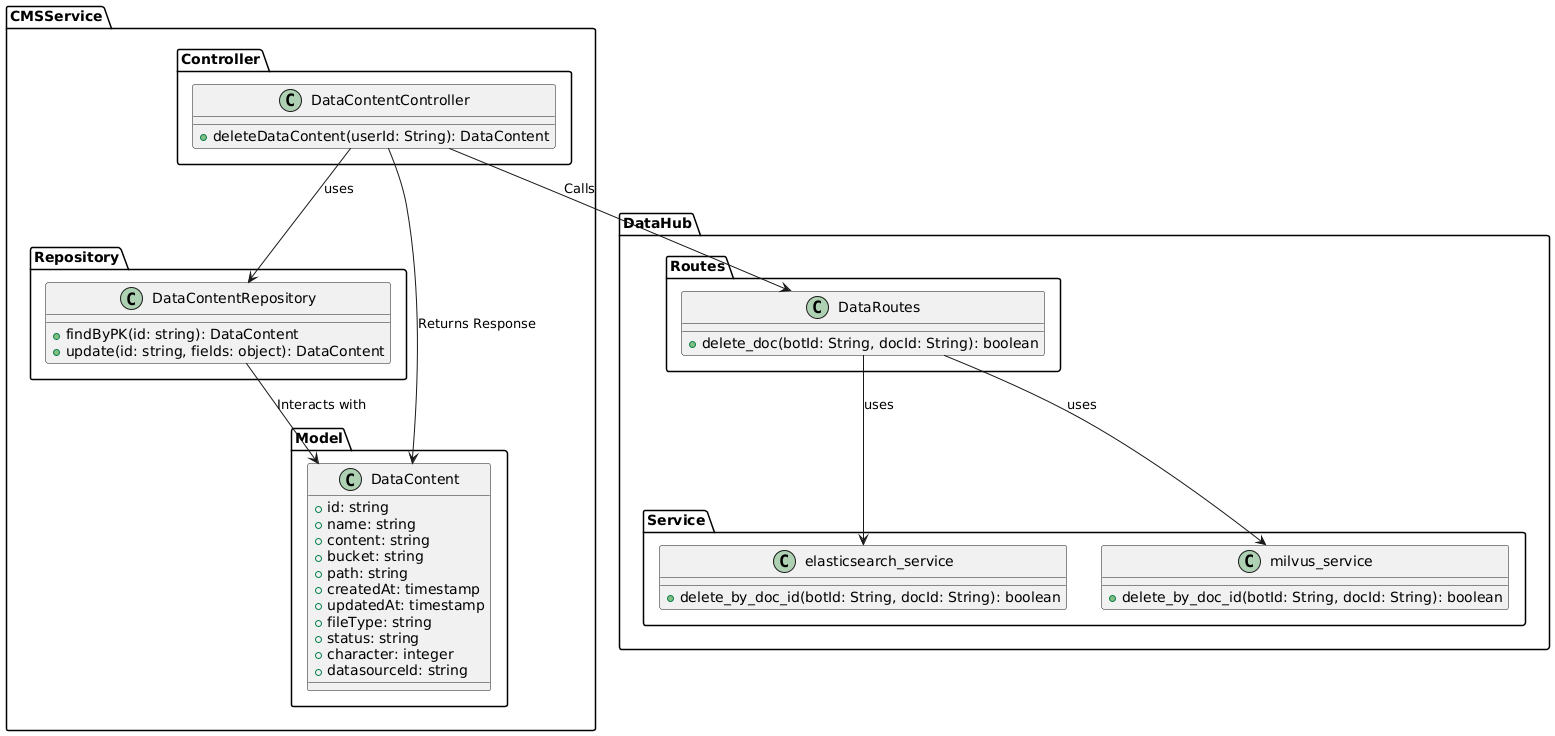 CMSService
Controller
C DataContentController
deleteDataContent(userId: String): DataContent
uses
Calls
Returns Response
Repository
C DataContentRepository
findByPK(id: string): DataContent
update(id: string, fields: object): DataContent
Interacts with
Model
C DataContent
id: string
name: string
content: string
bucket: string
path: string
createdAt: timestamp
updatedAt: timestamp
fileType: string
status: string
character: integer
datasourceId: string
DataHub
Routes
C DataRoutes
delete_doc(botId: String, docId: String): boolean
uses
uses
Service
C elasticsearch_service
delete_by_doc_id(botId: String, docId: String): boolean
C milvus_service
delete_by_doc_id(botId: String, docId: String): boolean